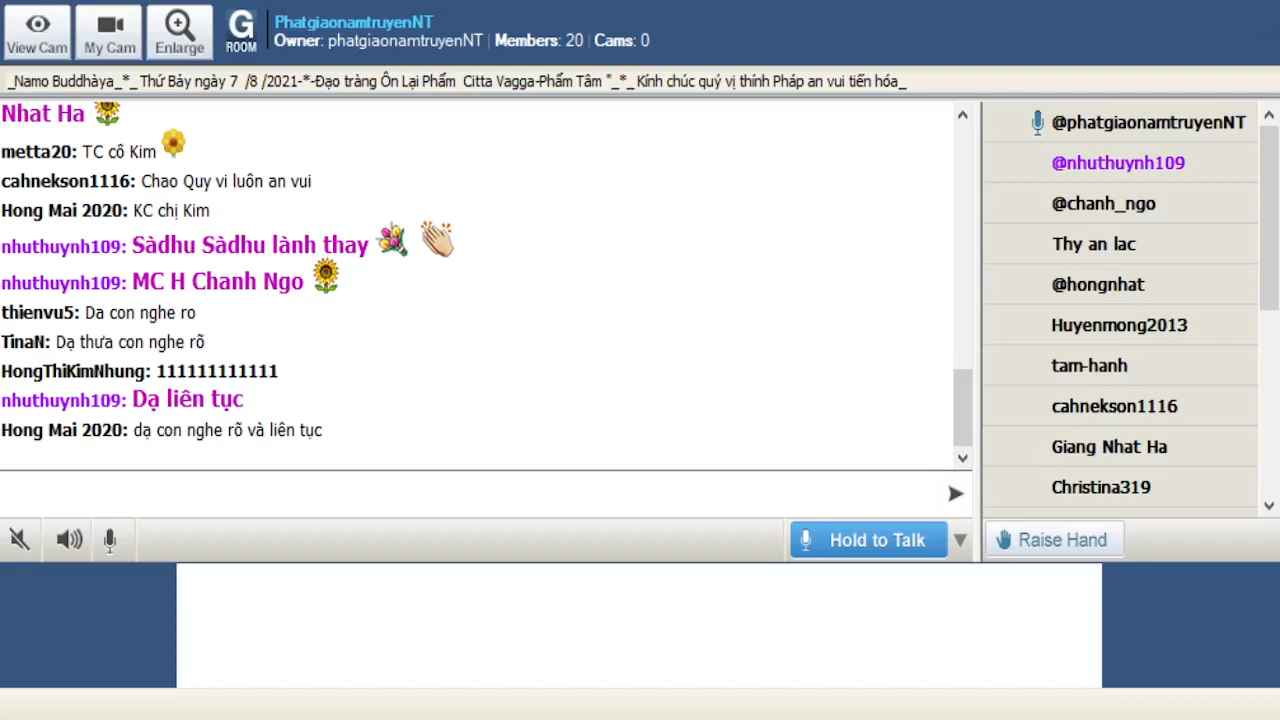 View Cam
My Cam
Enlarge
G
ROOM
PhatgiaonamtruyenNT
Owner: phatgiaonamtruyenNT | Members: 20 | Cams: 0
_Namo Buddhàya_*_ Thứ Bảy ngày 7 /8 /2021-*-Đạo tràng Ôn Lại Phẩm Citta Vagga-Phẩm Tâm "_*_ Kính chúc quý vị thính Pháp an vui tiến hóa_
Nhat Ha
metta20: TC cô Kim
cahnekson1116: Chao Quy vi luôn an vui
Hong Mai 2020: KC chị Kim
nhuthuynh109: Sàdhu Sàdhu lành thay
nhuthuynh109: MC H Chanh Ngo
thienvu5: Da con nghe ro
TinaN: Dạ thưa con nghe rõ
HongThiKimNhung: 111111111111
nhuthuynh109: Dạ liên tục
Hong Mai 2020: dạ con nghe rõ và liên tục
@phatgiaonamtruyenNT
@nhuthuynh109
@chanh_ngo
Thy an lac
@hongnhat
Huyenmong2013
tam-hanh
cahnekson1116
Giang Nhat Ha
Christina319
Hold to Talk
Raise Hand